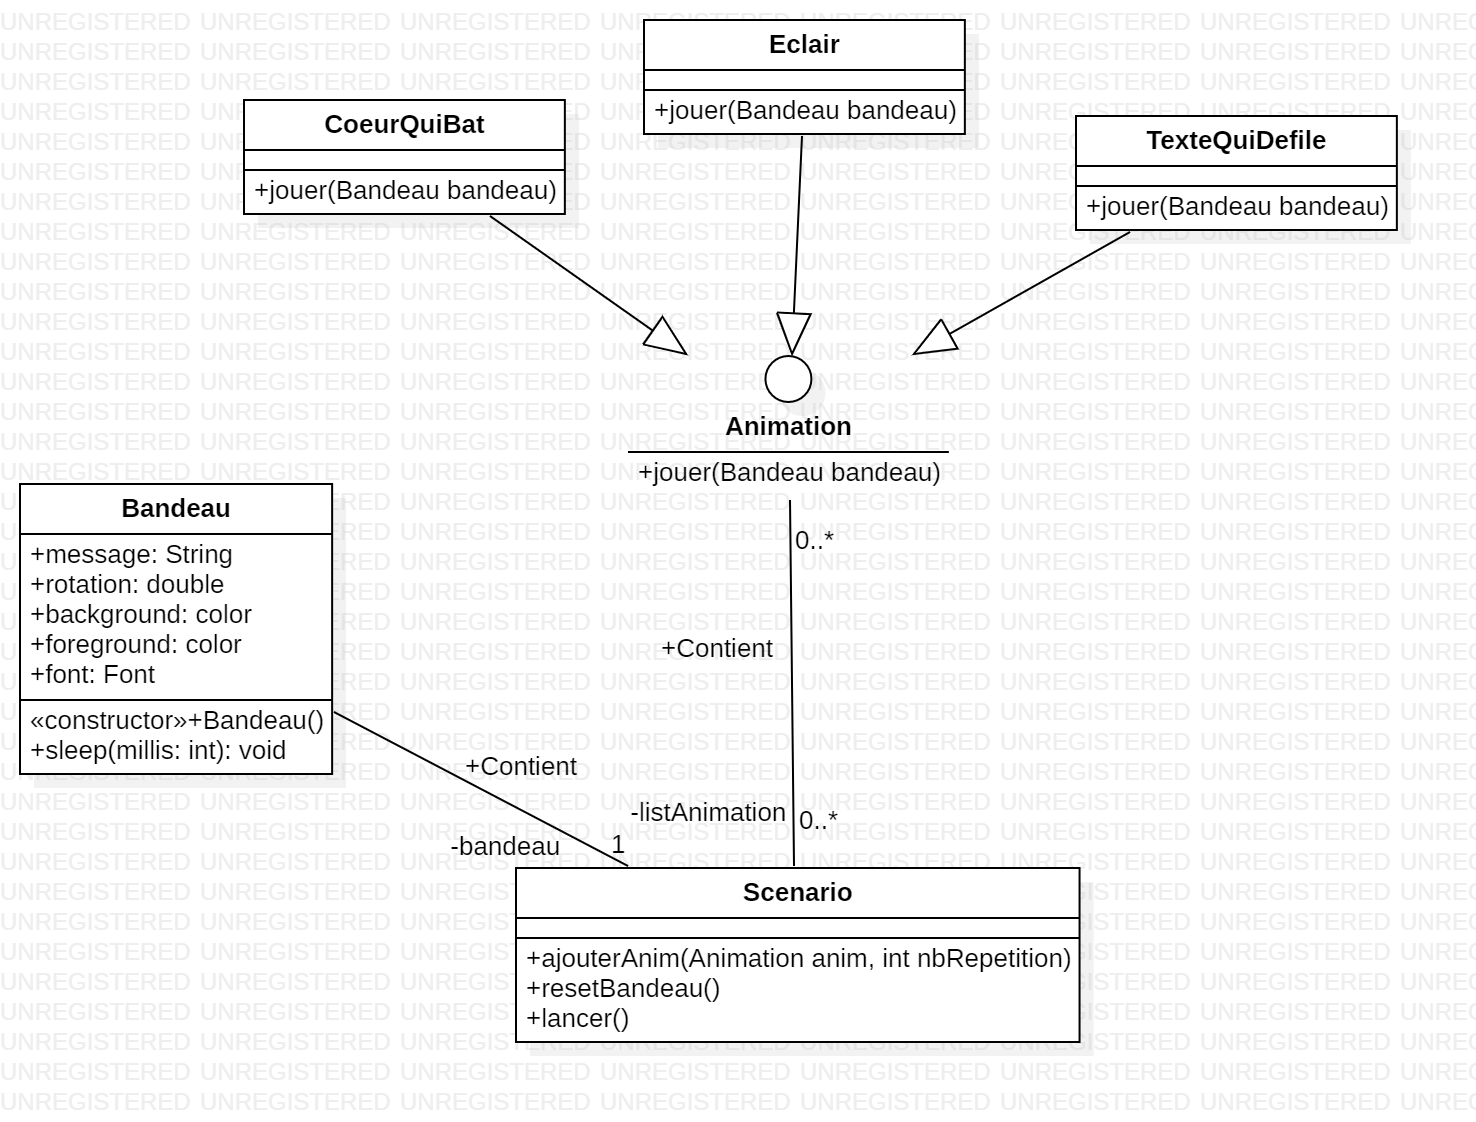 Eclair
+jouer(Bandeau bandeau)
CoeurQuiBat
+jouer(Bandeau bandeau)
TexteQuiDefile
+jouer(Bandeau bandeau)
Animation
+jouer(Bandeau bandeau)
Bandeau
+message: String
+rotation: double
+background: color
+foreground: color
+font: Font
«constructor»+Bandeau()
+sleep(millis: int): void
0..*
+Contient
+Contient
-listAnimation
0..*
-bandeau
1
Scenario
+ajouterAnim(Animation anim, int nbRepetition)
+resetBandeau()
+lancer()
UNREGISTERED